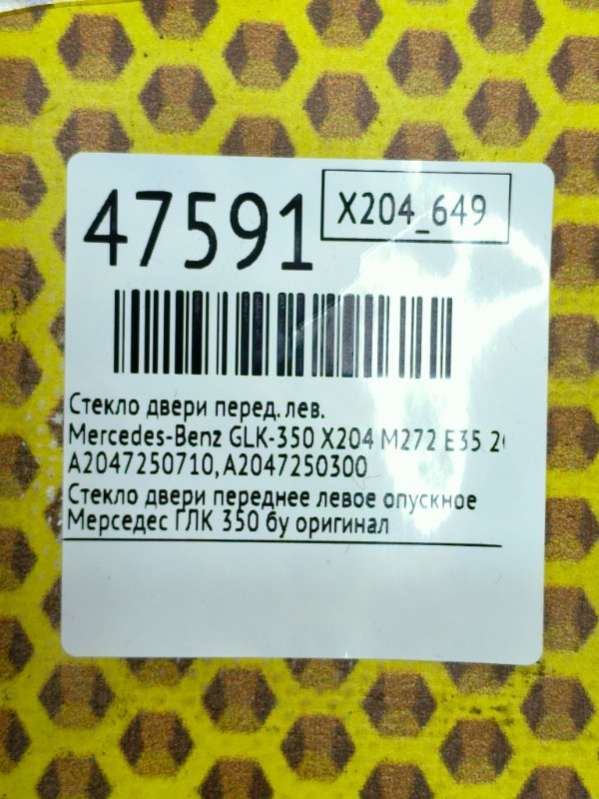 47591
X204_649
Стекло двери перед. лев.
Mercedes-Benz GLK-350 X204 M272 E35
A2047250710, A2047250300
Стекло двери переднее левое опускное
Мерседес ГЛК 350 бу оригинал